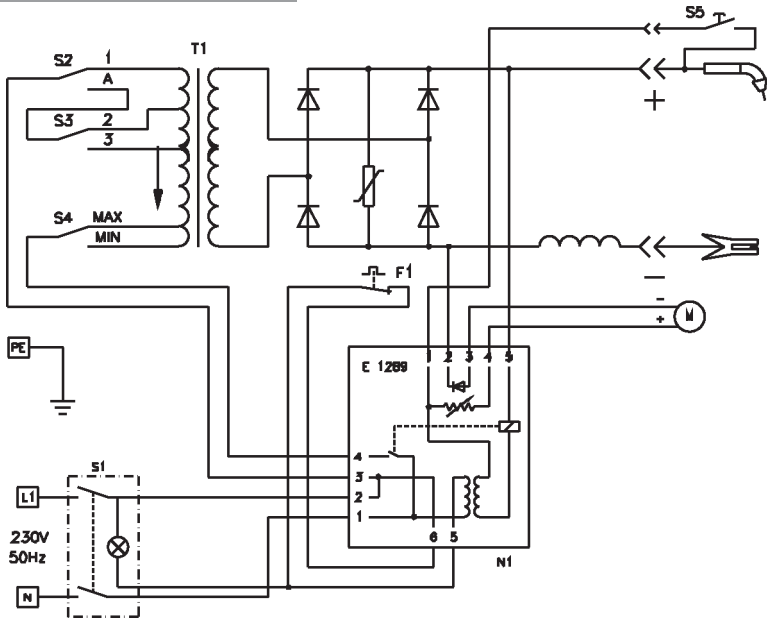 S5
T1
S2
1
A
S3
2
3
S4
MAX
MIN
+
−
F1
−
+
M
PE
E 1289
1 2 3 4 5
4
3
2
1
6 5
N1
S1
L1
230V
50Hz
N